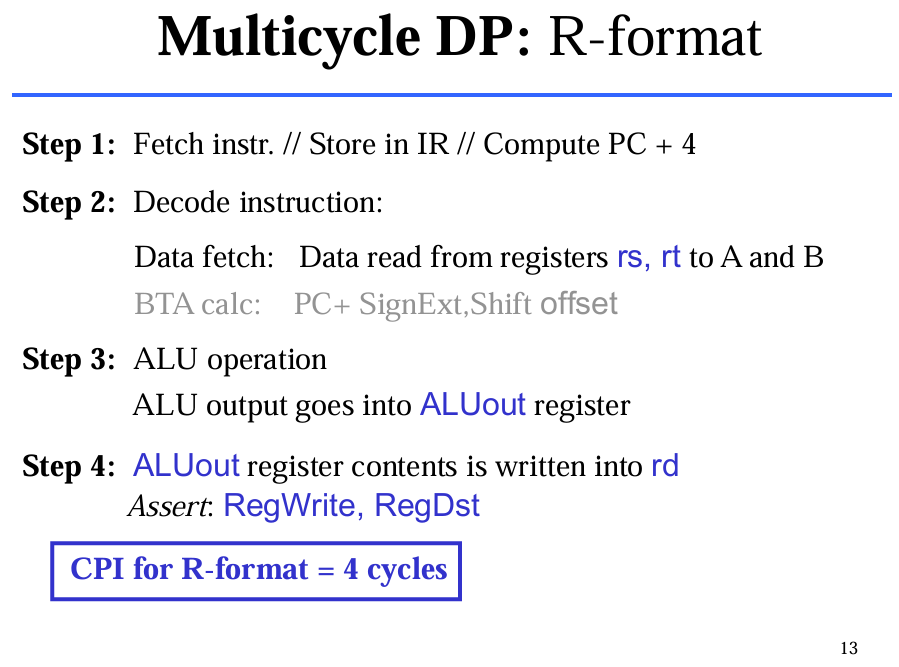 Multicycle DP: R-format
Step 1: Fetch instr. // Store in IR // Compute PC + 4
Step 2: Decode instruction:
Data fetch: Data read from registers rs, rt to A and B
BTA calc: PC+ SignExt,Shift offset
Step 3: ALU operation
ALU output goes into ALUout register
Step 4: ALUout register contents is written into rd
Assert: RegWrite, RegDst
CPI for R-format = 4 cycles
13